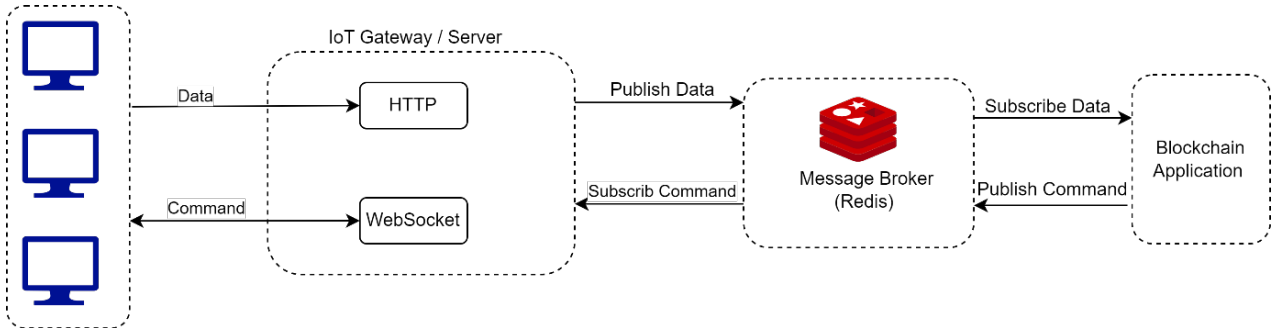 IoT Gateway / Server
Data
HTTP
Publish Data
Subscribe Data
Blockchain
Application
Message Broker
(Redis)
Subscrib Command
Publish Command
Command
WebSocket